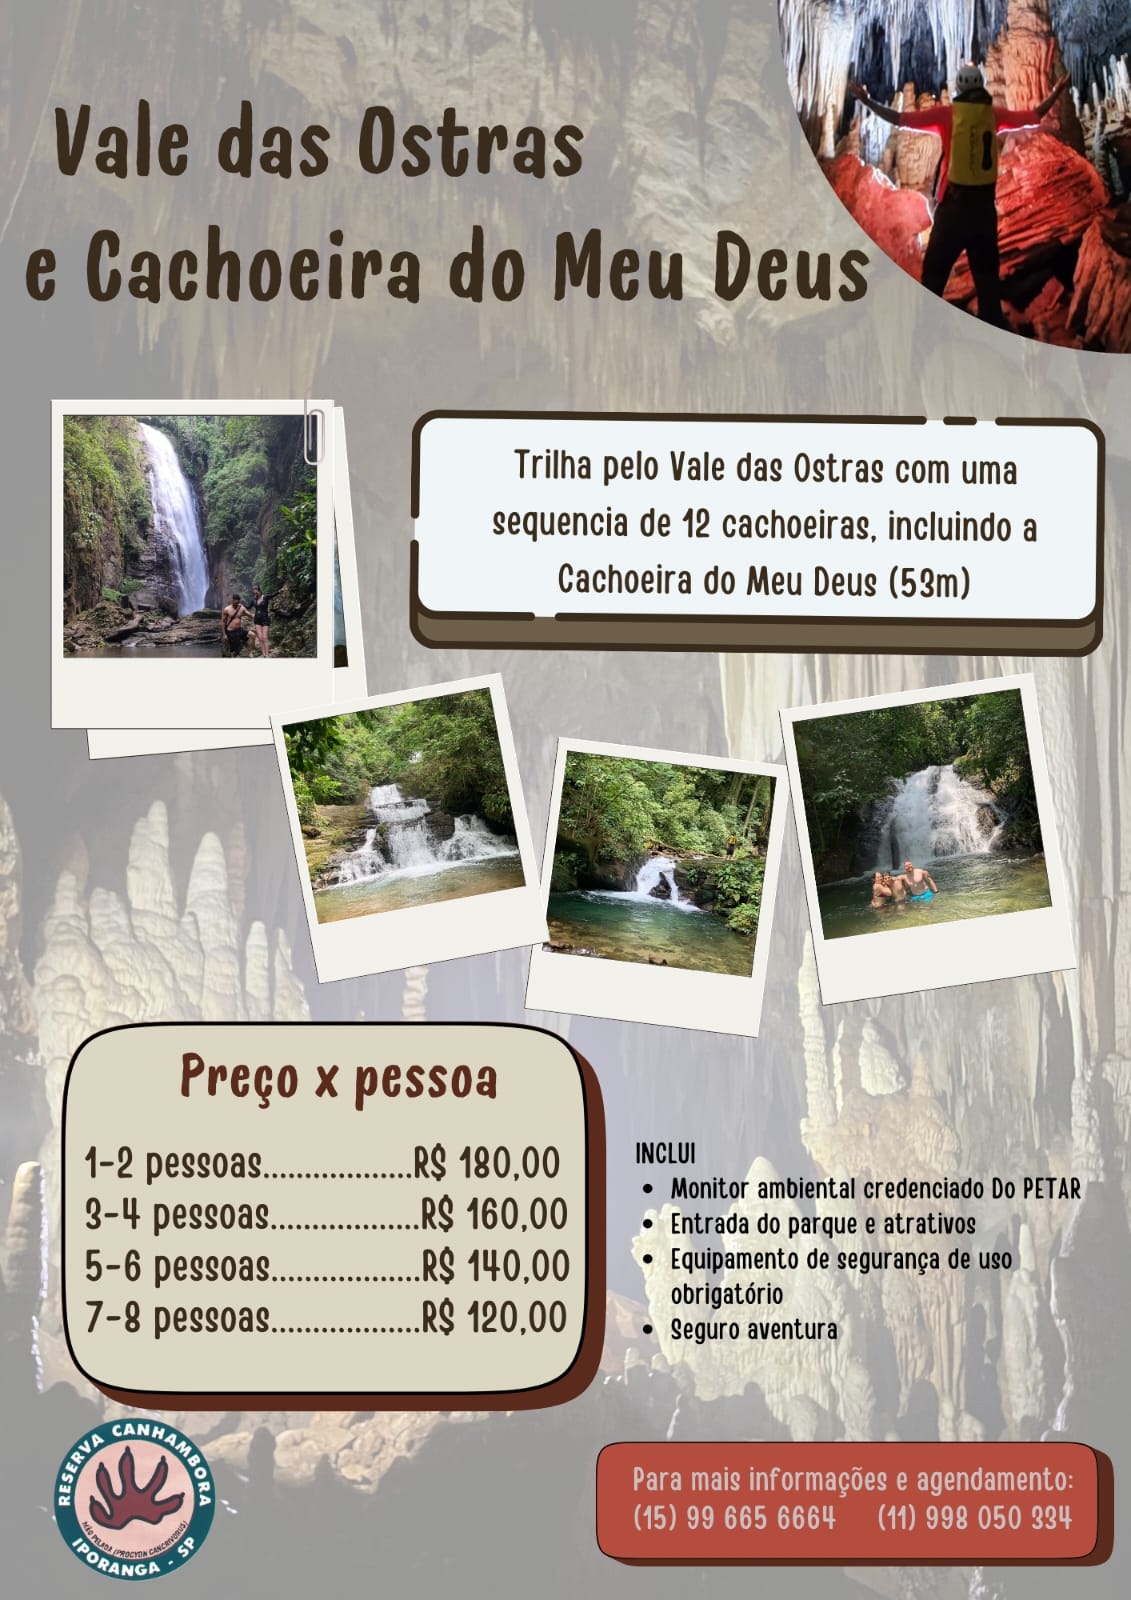 Vale das Ostras
e Cachoeira do Meu Deus
Trilha pelo Vale das Ostras com uma
sequencia de 12 cachoeiras, incluindo a
Cachoeira do Meu Deus (53m)
Preço x pessoa
1-2 pessoas..................R$ 180,00
3-4 pessoas..................R$ 160,00
5-6 pessoas..................R$ 140,00
7-8 pessoas..................R$ 120,00
INCLUI
• Monitor ambiental credenciado Do PETAR
• Entrada do parque e atrativos
• Equipamento de segurança de uso
obrigatório
• Seguro aventura
RESERVA CANHAMBORA
MÃO PELADA (PROCYON CANCRIVORUS)
IPORANGA - SP
Para mais informações e agendamento:
(15) 99 665 6664 (11) 998 050 334